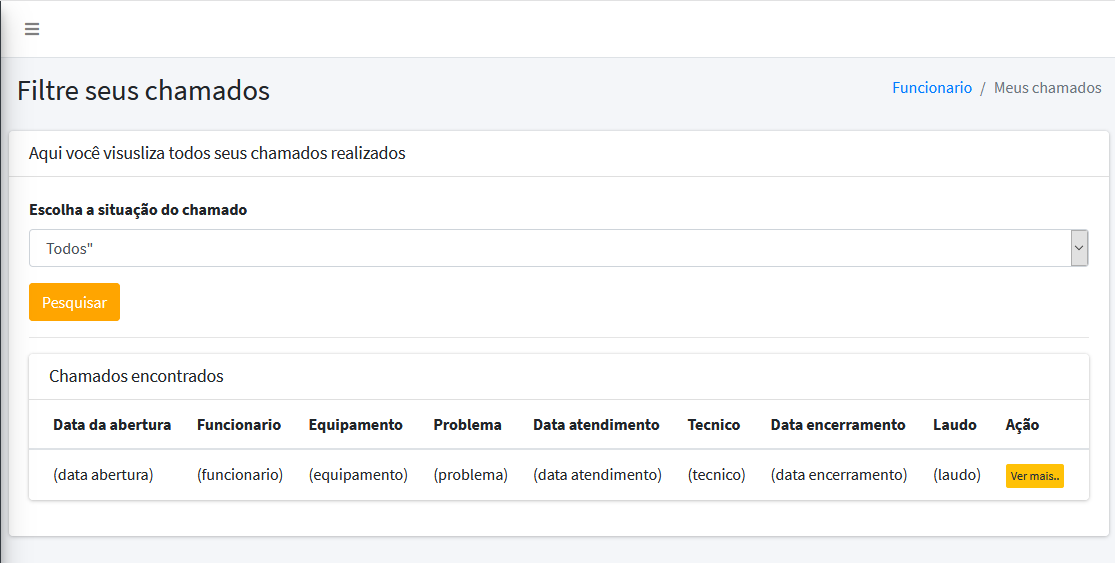 Filtre seus chamados
Funcionario / Meus chamados
Aqui você visusliza todos seus chamados realizados
Escolha a situação do chamado
Todos"
Pesquisar
Chamados encontrados
Data da abertura Funcionario Equipamento Problema Data atendimento Tecnico Data encerramento Laudo Ação
(data abertura) (funcionario) (equipamento) (problema) (data atendimento) (tecnico) (data encerramento) (laudo) Ver mais..